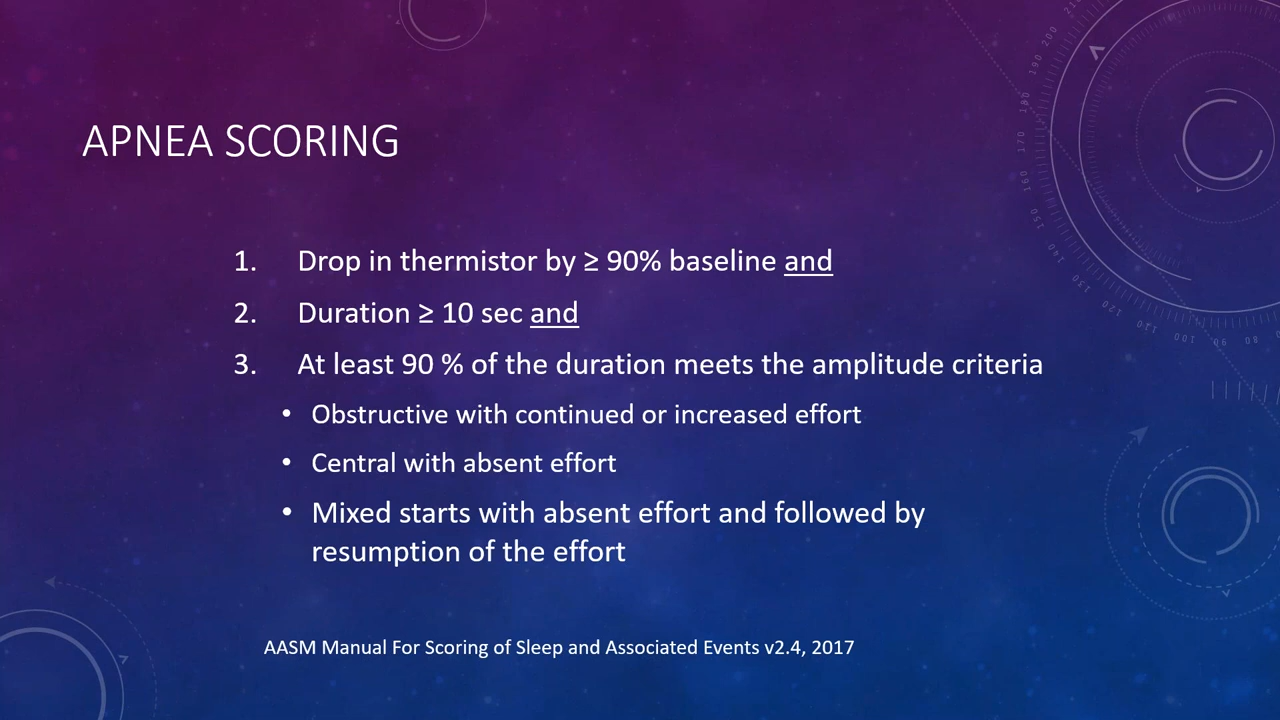 APNEA SCORING
1. Drop in thermistor by ≥ 90% baseline and
2. Duration ≥ 10 sec and
3. At least 90 % of the duration meets the amplitude criteria
• Obstructive with continued or increased effort
• Central with absent effort
• Mixed starts with absent effort and followed by
resumption of the effort
AASM Manual For Scoring of Sleep and Associated Events v2.4, 2017